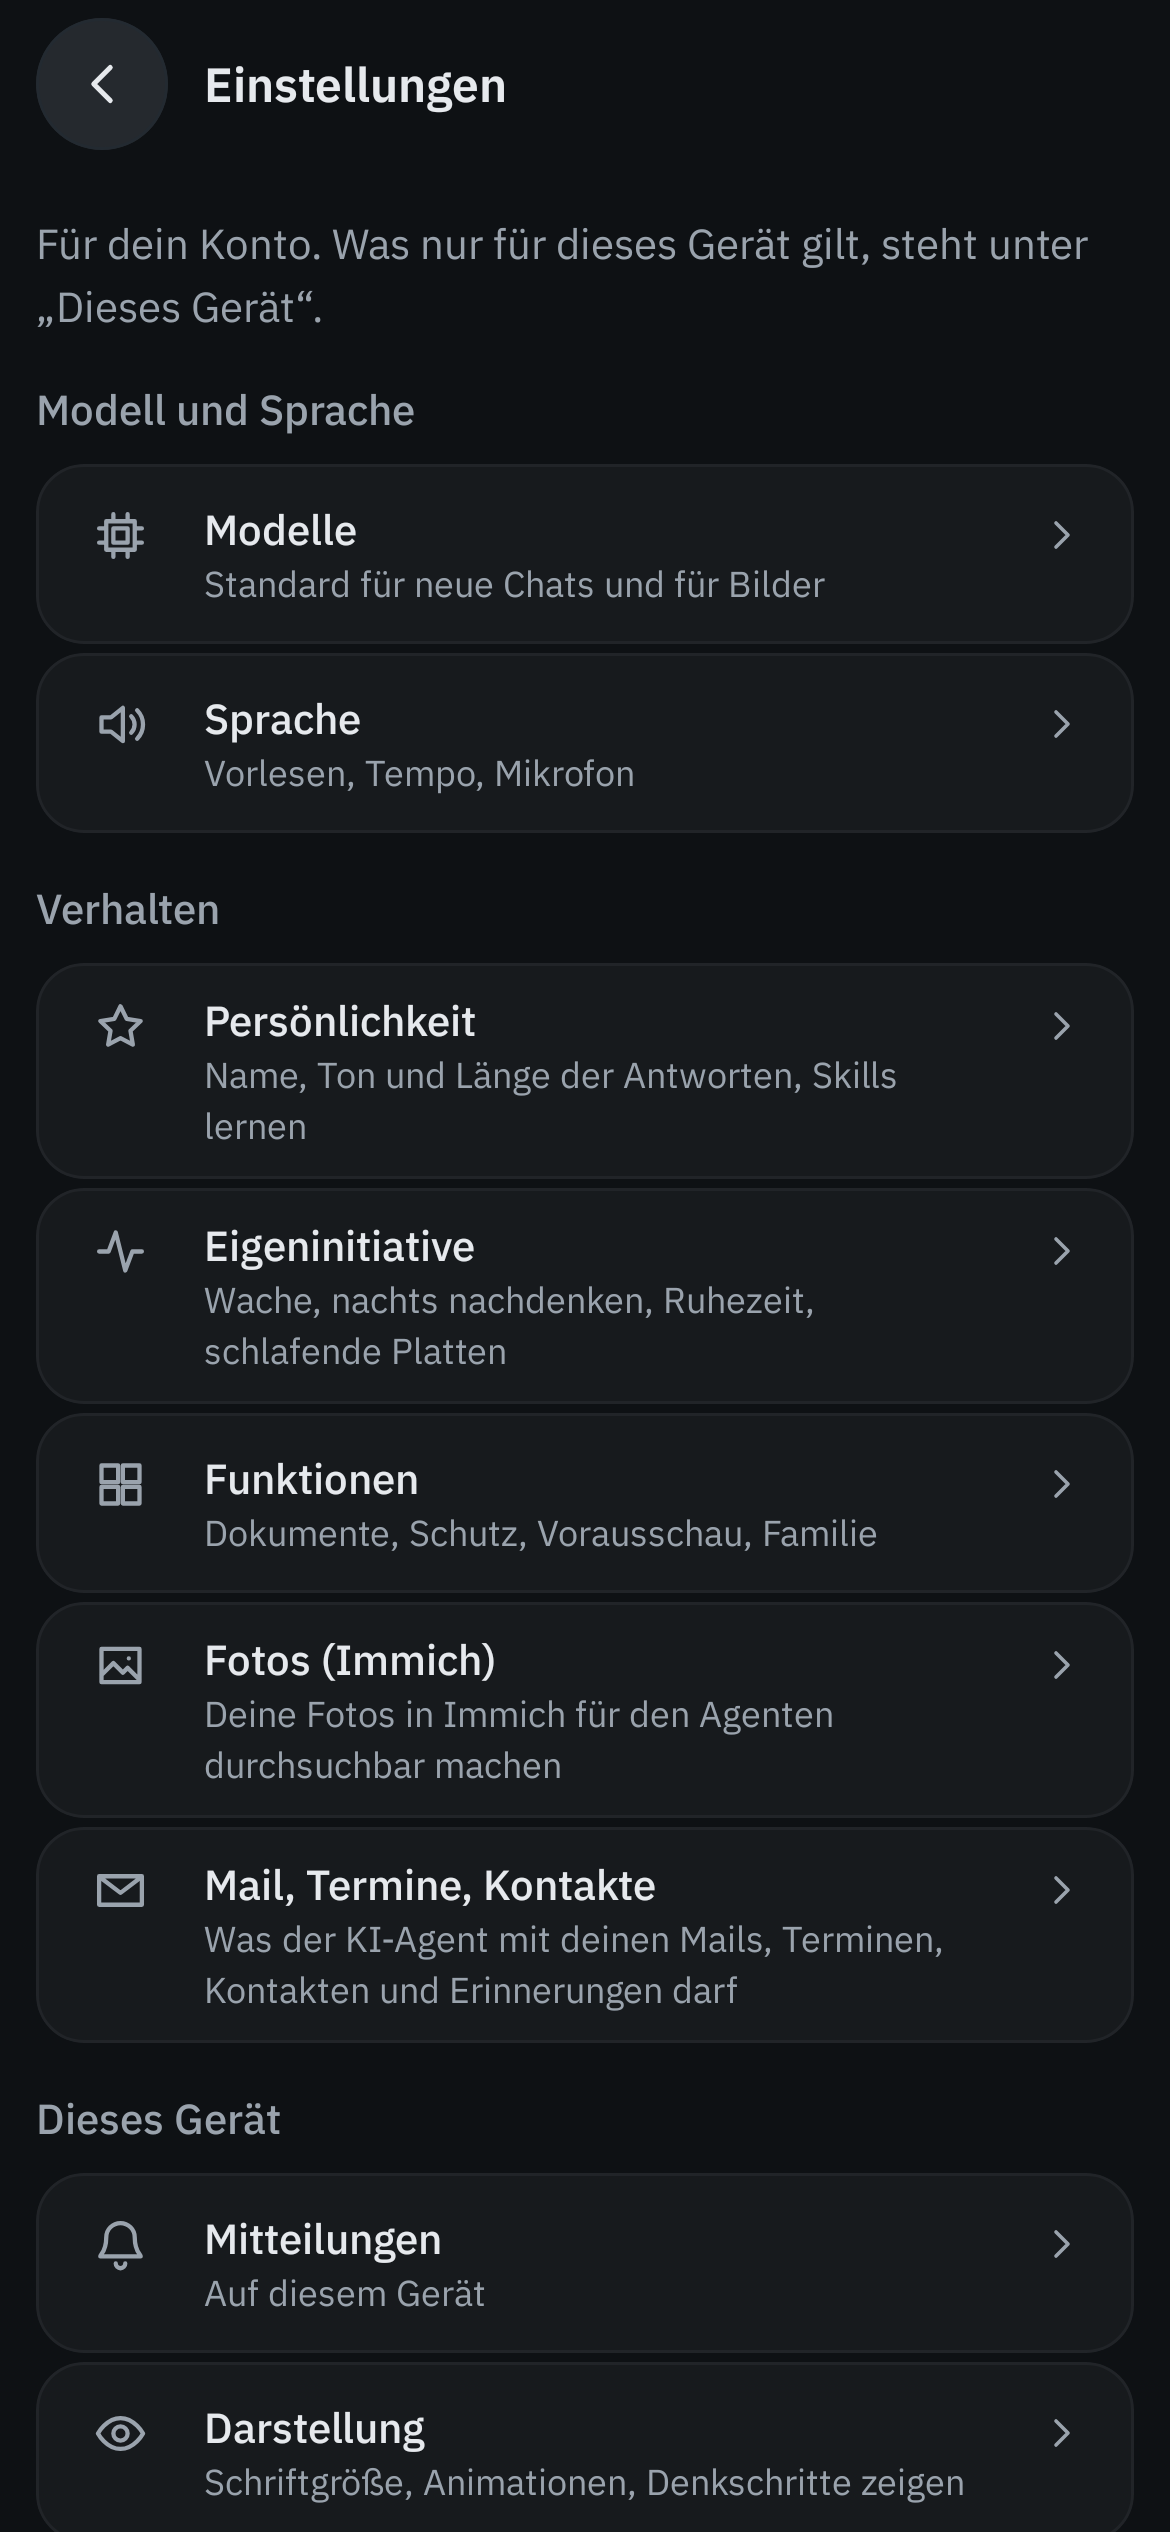 Einstellungen
Für dein Konto. Was nur für dieses Gerät gilt, steht unter
„Dieses Gerät“.
Modell und Sprache
Modelle
Standard für neue Chats und für Bilder
Sprache
Vorlesen, Tempo, Mikrofon
Verhalten
Persönlichkeit
Name, Ton und Länge der Antworten, Skills
lernen
Eigeninitiative
Wache, nachts nachdenken, Ruhezeit,
schlafende Platten
Funktionen
Dokumente, Schutz, Vorausschau, Familie
Fotos (Immich)
Deine Fotos in Immich für den Agenten
durchsuchbar machen
Mail, Termine, Kontakte
Was der KI-Agent mit deinen Mails, Terminen,
Kontakten und Erinnerungen darf
Dieses Gerät
Mitteilungen
Auf diesem Gerät
Darstellung
Schriftgröße, Animationen, Denkschritte zeigen